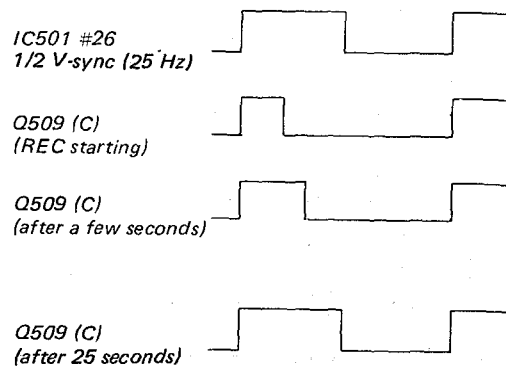 IC501 #26
1/2 V-sync (25 Hz)
Q509 (C)
(REC starting)
Q509 (C)
(after a few seconds)
Q509 (C)
(after 25 seconds)